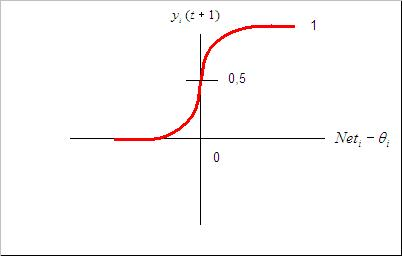 yᵢ (t + 1)
1
0,5
Netᵢ − θᵢ
0